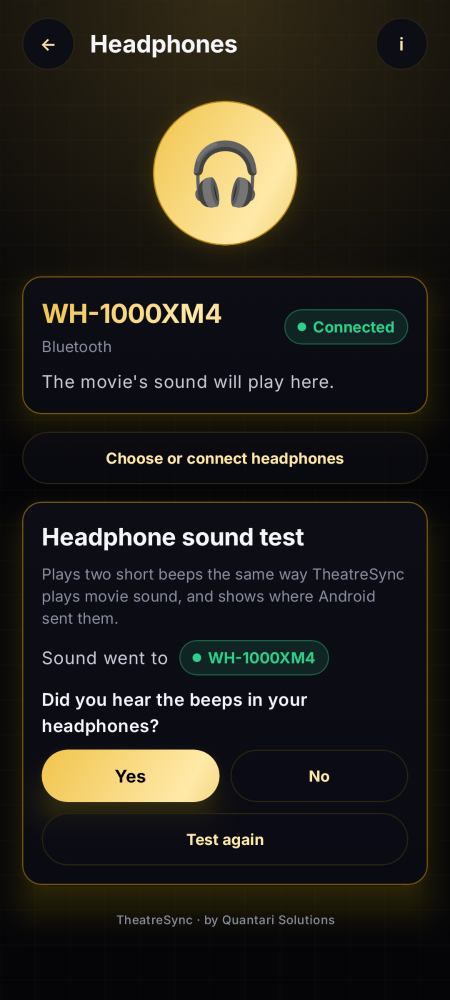 Headphones
i
WH-1000XM4
Connected
Bluetooth
The movie's sound will play here.
Choose or connect headphones
Headphone sound test
Plays two short beeps the same way TheatreSync
plays movie sound, and shows where Android
sent them.
Sound went to
WH-1000XM4
Did you hear the beeps in your
headphones?
Yes
No
Test again
TheatreSync · by Quantari Solutions